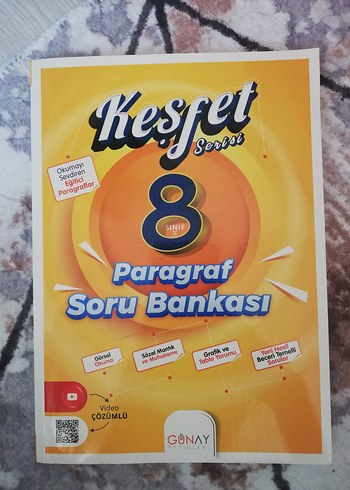 Keşfet
Serisi
Okumayı
Sevdiren
Eğitici
Paragraflar
8
SINIF
Paragraf
Soru Bankası
Görsel
Okuma
Sözel Mantık
ve Muhakeme
Grafik ve
Tablo Yorumu
Yeni Nesil
Beceri Temelli
Sorular
Video
ÇÖZÜMLÜ
GÜNAY
YAYINLARI